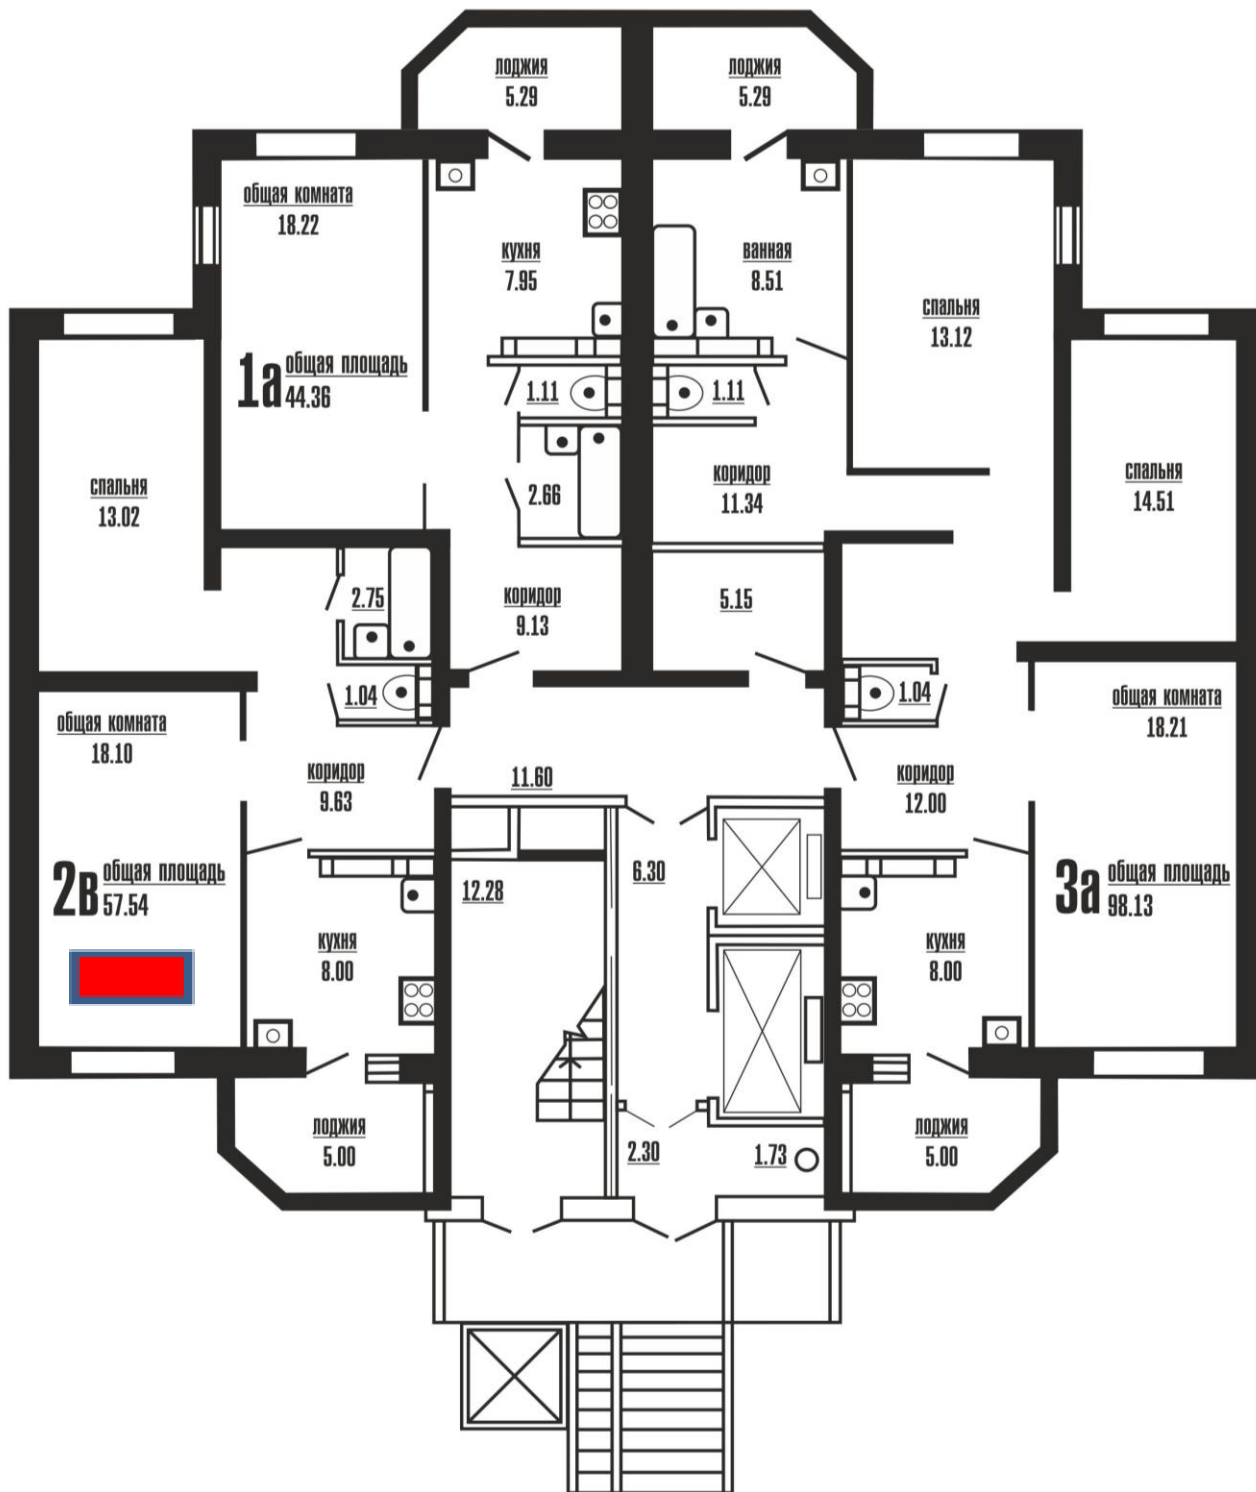 лоджия
5.29
лоджия
5.29
общая комната
18.22
кухня
7.95
ванная
8.51
спальня
13.12
1а общая площадь
44.36
1.11
1.11
спальня
13.02
2.66
коридор
11.34
спальня
14.51
2.75
коридор
9.13
5.15
1.04
1.04
общая комната
18.10
общая комната
18.21
коридор
9.63
11.60
коридор
12.00
2в общая площадь
57.54
12.28
6.30
3а общая площадь
98.13
кухня
8.00
кухня
8.00
лоджия
5.00
2.30
1.73
лоджия
5.00